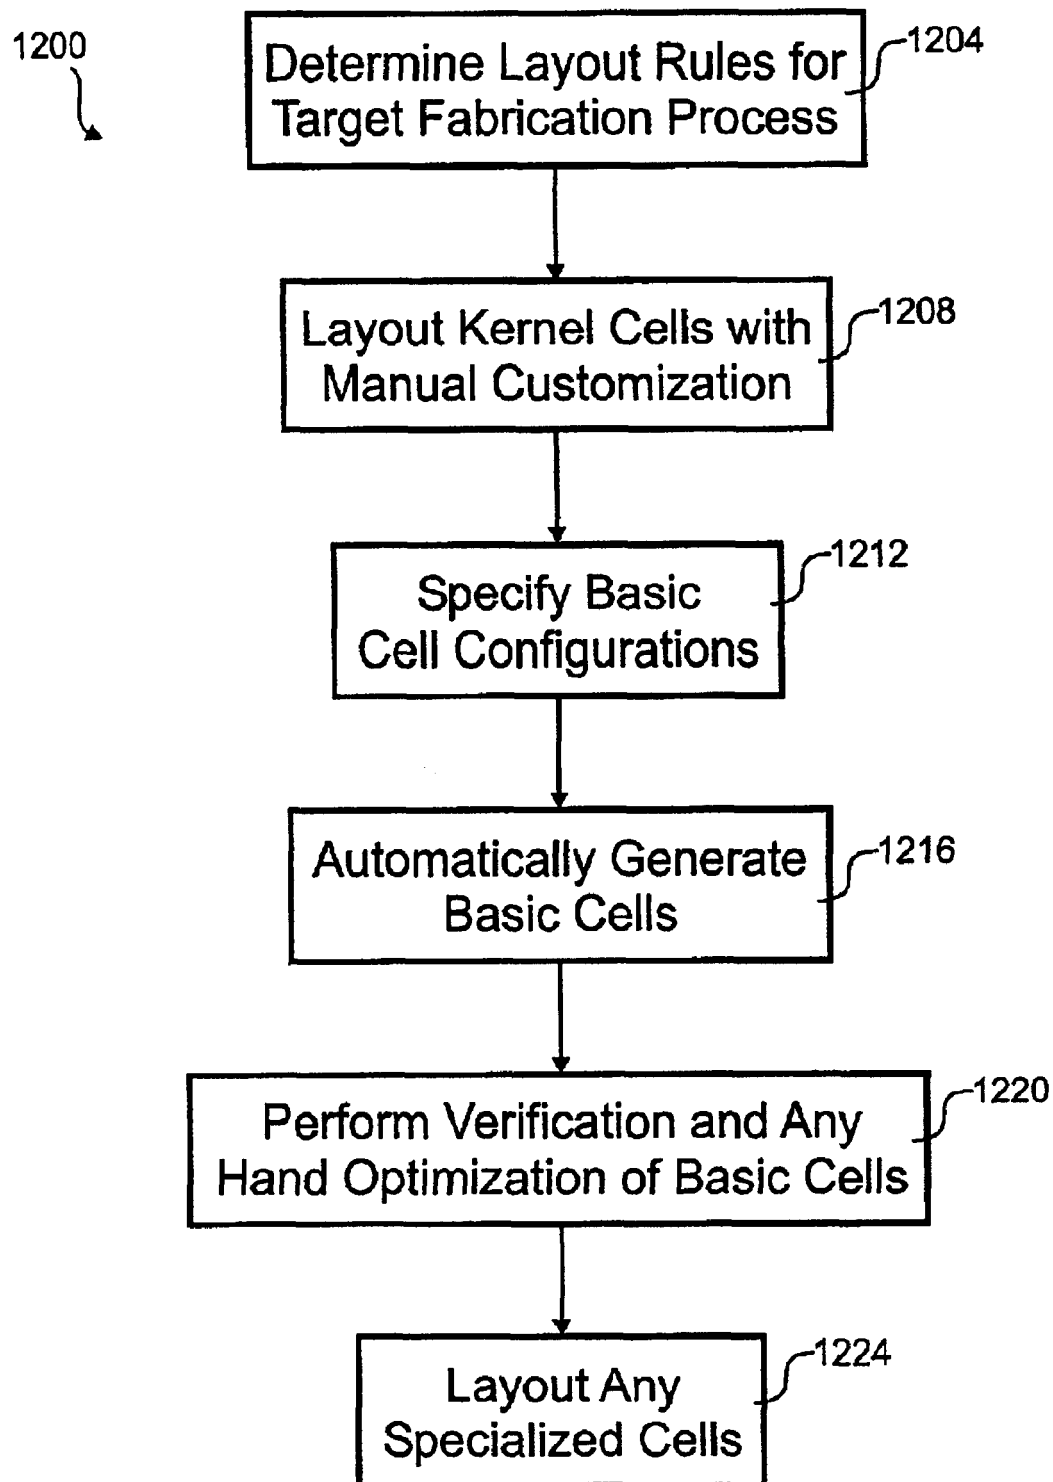 1200
1204
Determine Layout Rules for
Target Fabrication Process
1208
Layout Kernel Cells with
Manual Customization
1212
Specify Basic
Cell Configurations
1216
Automatically Generate
Basic Cells
1220
Perform Verification and Any
Hand Optimization of Basic Cells
1224
Layout Any
Specialized Cells